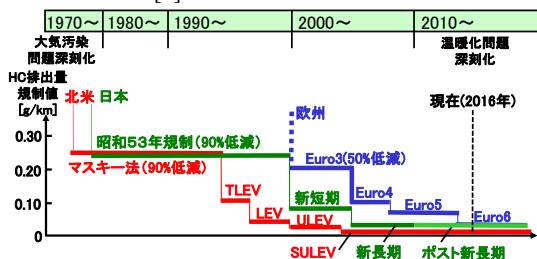 1970～ 1980～ 1990～ 2000～ 2010～
大気汚染
問題深刻化
温暖化問題
深刻化
HC排出量
規制値
[g/km]
北米 日本
欧州
現在(2016年)
0.30
0.20
0.10
0
昭和53年規制(90%低減)
マスキー法(90%低減)
Euro3(50%低減)
TLEV
LEV
新短期
ULEV
Euro4
Euro5
Euro6
SULEV
新長期
ポスト新長期